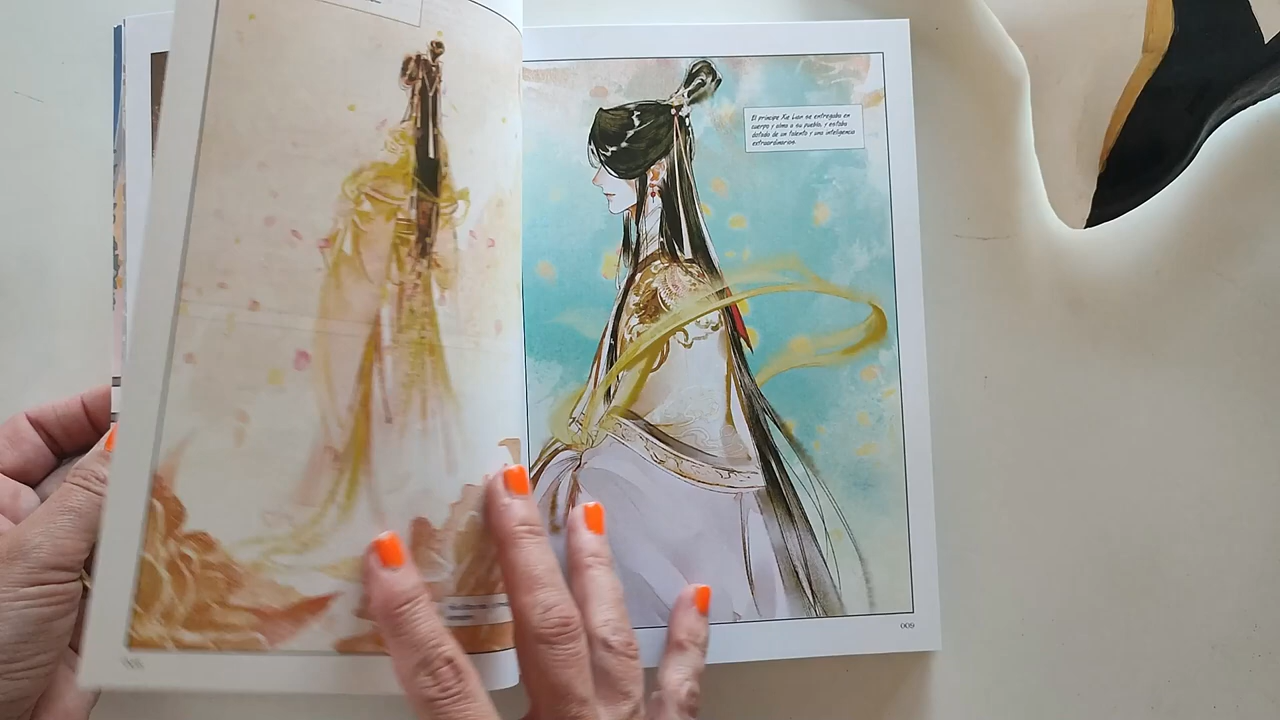 El príncipe Xie Lian se entregaba en
cuerpo y alma a su pueblo, y estaba
dotado de un talento y una inteligencia
extraordinarios.
009